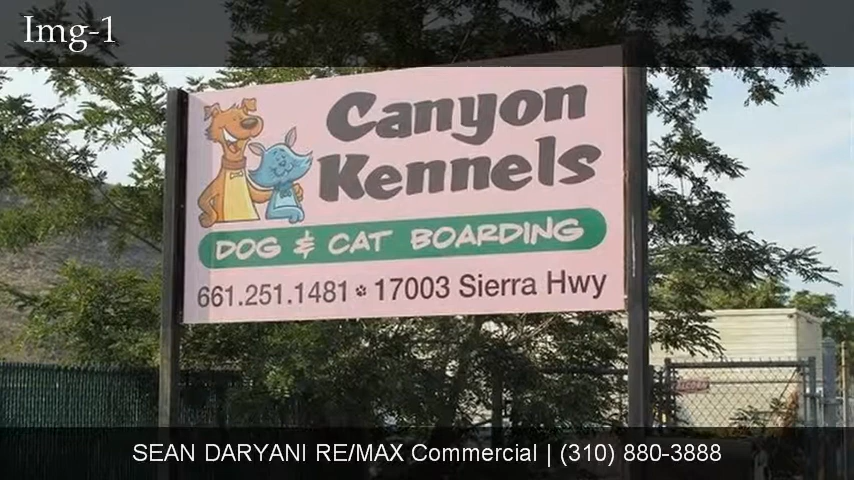 Img-1
Canyon
Kennels
DOG & CAT BOARDING
661.251.1481 17003 Sierra Hwy
SEAN DARYANI RE/MAX Commercial | (310) 880-3888